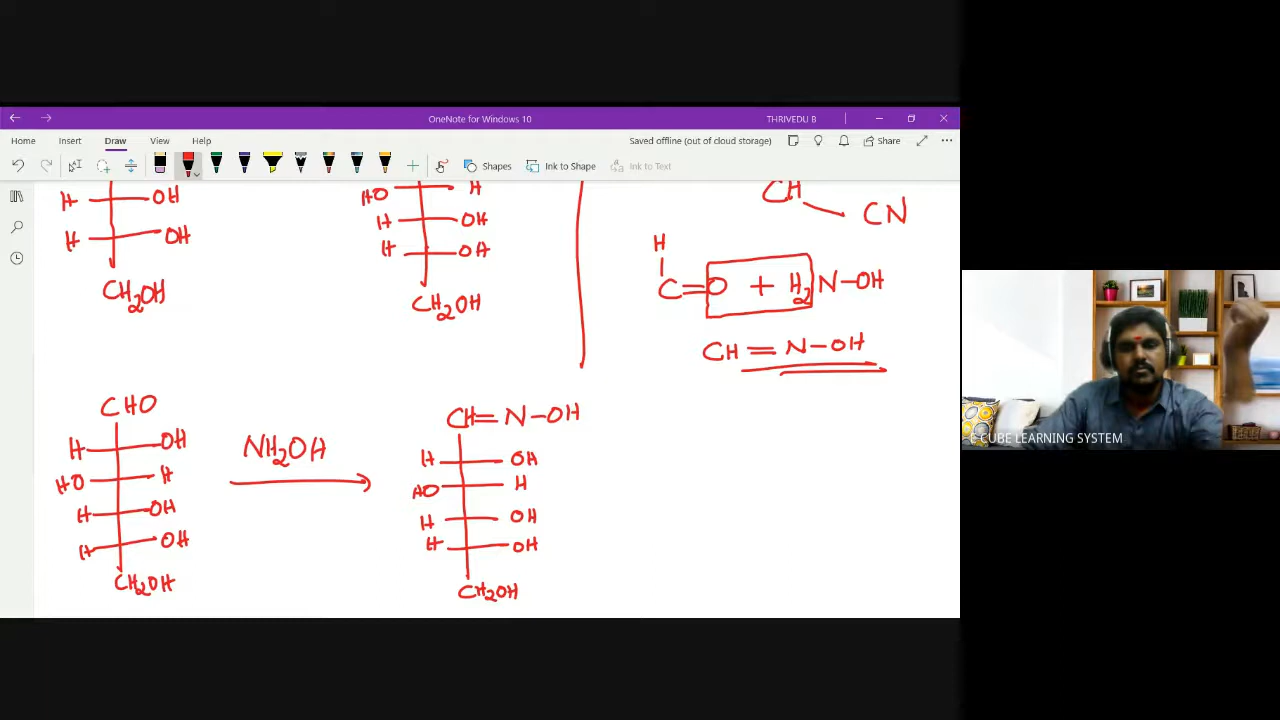 OneNote for Windows 10
THRIVEDU B
Home Insert Draw View Help
Saved offline (out of cloud storage)
Share
Shapes
Ink to Shape
Ink to Text
H OH
H OH
CH2OH
HO H
H OH
H OH
CH2OH
CH
CN
H
C=O + H2 N-OH
CH=N-OH
CHO
H OH
HO H
H OH
H OH
CH2OH
NH2OH
CH=N-OH
H OH
HO H
H OH
H OH
CH2OH
CUBE LEARNING SYSTEM